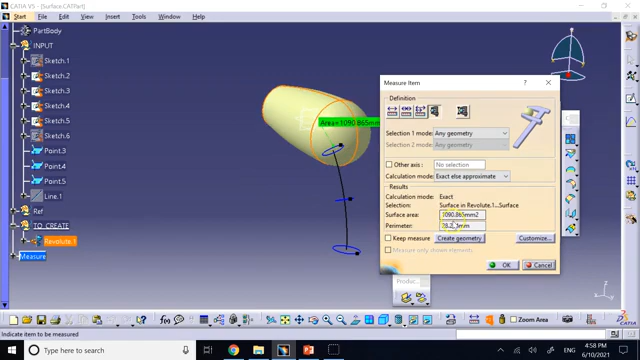 CATIA V5 - [Surface.CATPart]
Start File Edit View Insert Tools Window Help
PartBody
INPUT
Sketch.1
Sketch.2
Sketch.3
Sketch.4
Sketch.5
Sketch.6
Point.3
Point.4
Point.5
Line.1
Ref
TO_CREATE
Revolute.1
Measure
Area=1090.865mm
Measure Item
Definition
Selection 1 mode: Any geometry
Selection 2 mode: Any geometry
Other axis: No selection
Calculation mode: Exact else approximate
Results
Calculation mode: Exact
Selection: Surface in Revolute.1...Surface
Surface area: 1090.865mm2
Perimeter:
Keep measure Create geometry Customize...
Measure only shown elements
OK Cancel
Produc...
Zoom Area
Indicate item to be measured
Type here to search
ENG
4:58 PM
6/10/2021